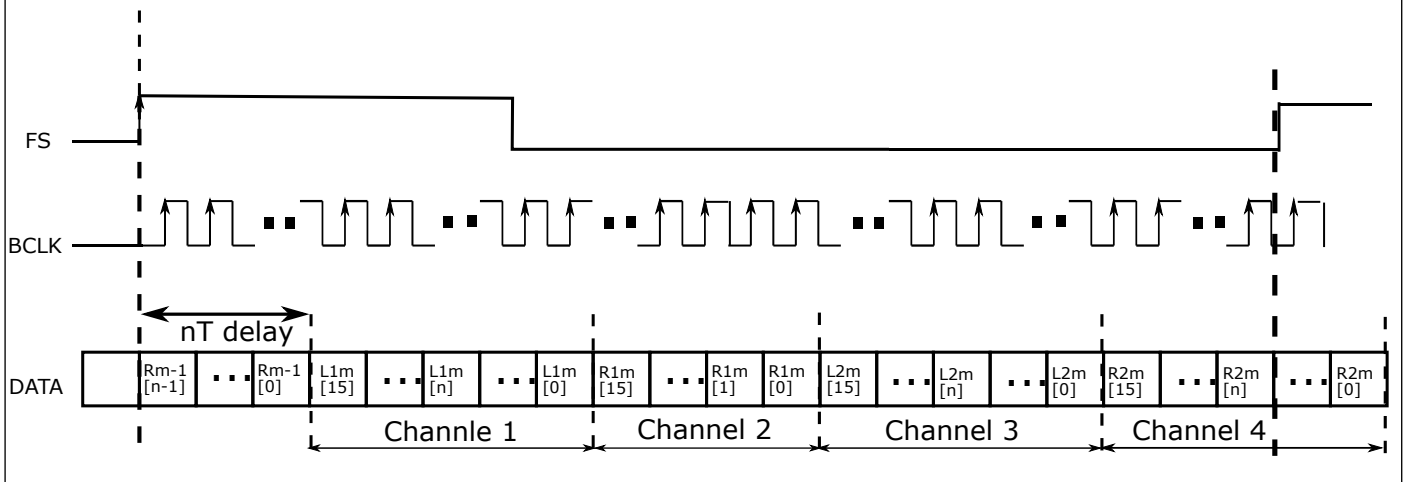 FS
BCLK
nT delay
DATA
Rm-1 [n-1] ... Rm-1 [0] L1m [15] ... L1m [n] ... L1m [0] R1m [15] ... R1m [1] R1m [0] L2m [15] ... L2m [n] ... L2m [0] R2m [15] ... R2m [n] ... R2m [0]
Channle 1 Channel 2 Channel 3 Channel 4